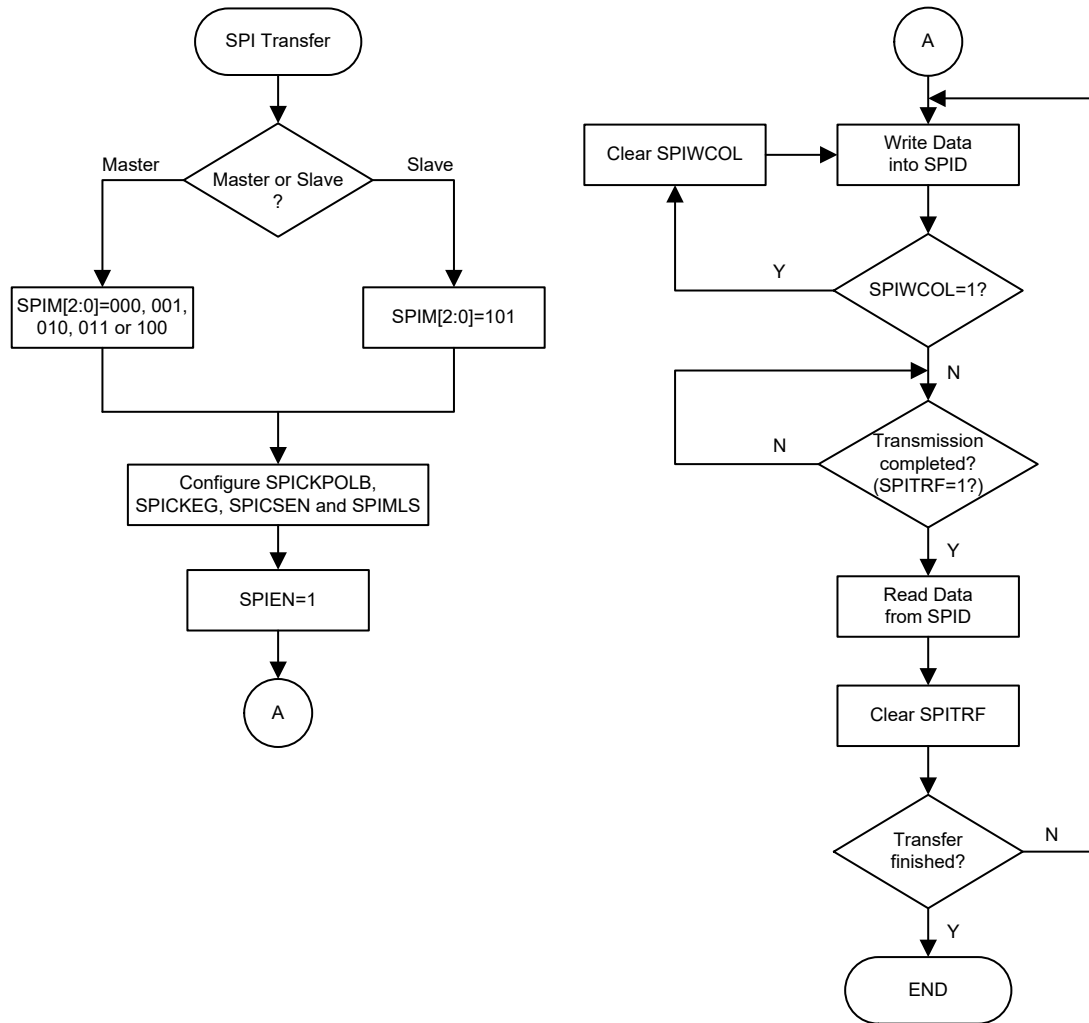 SPI Transfer
Master
Slave
Master or Slave
?
SPIM[2:0]=000, 001,
010, 011 or 100
SPIM[2:0]=101
Configure SPICKPOLB,
SPICKEG, SPICSEN and SPIMLS
SPIEN=1
A
A
Clear SPIWCOL
Write Data
into SPID
Y
SPIWCOL=1?
N
N
Transmission
completed?
(SPITRF=1?)
Y
Read Data
from SPID
Clear SPITRF
Transfer
finished?
N
Y
END